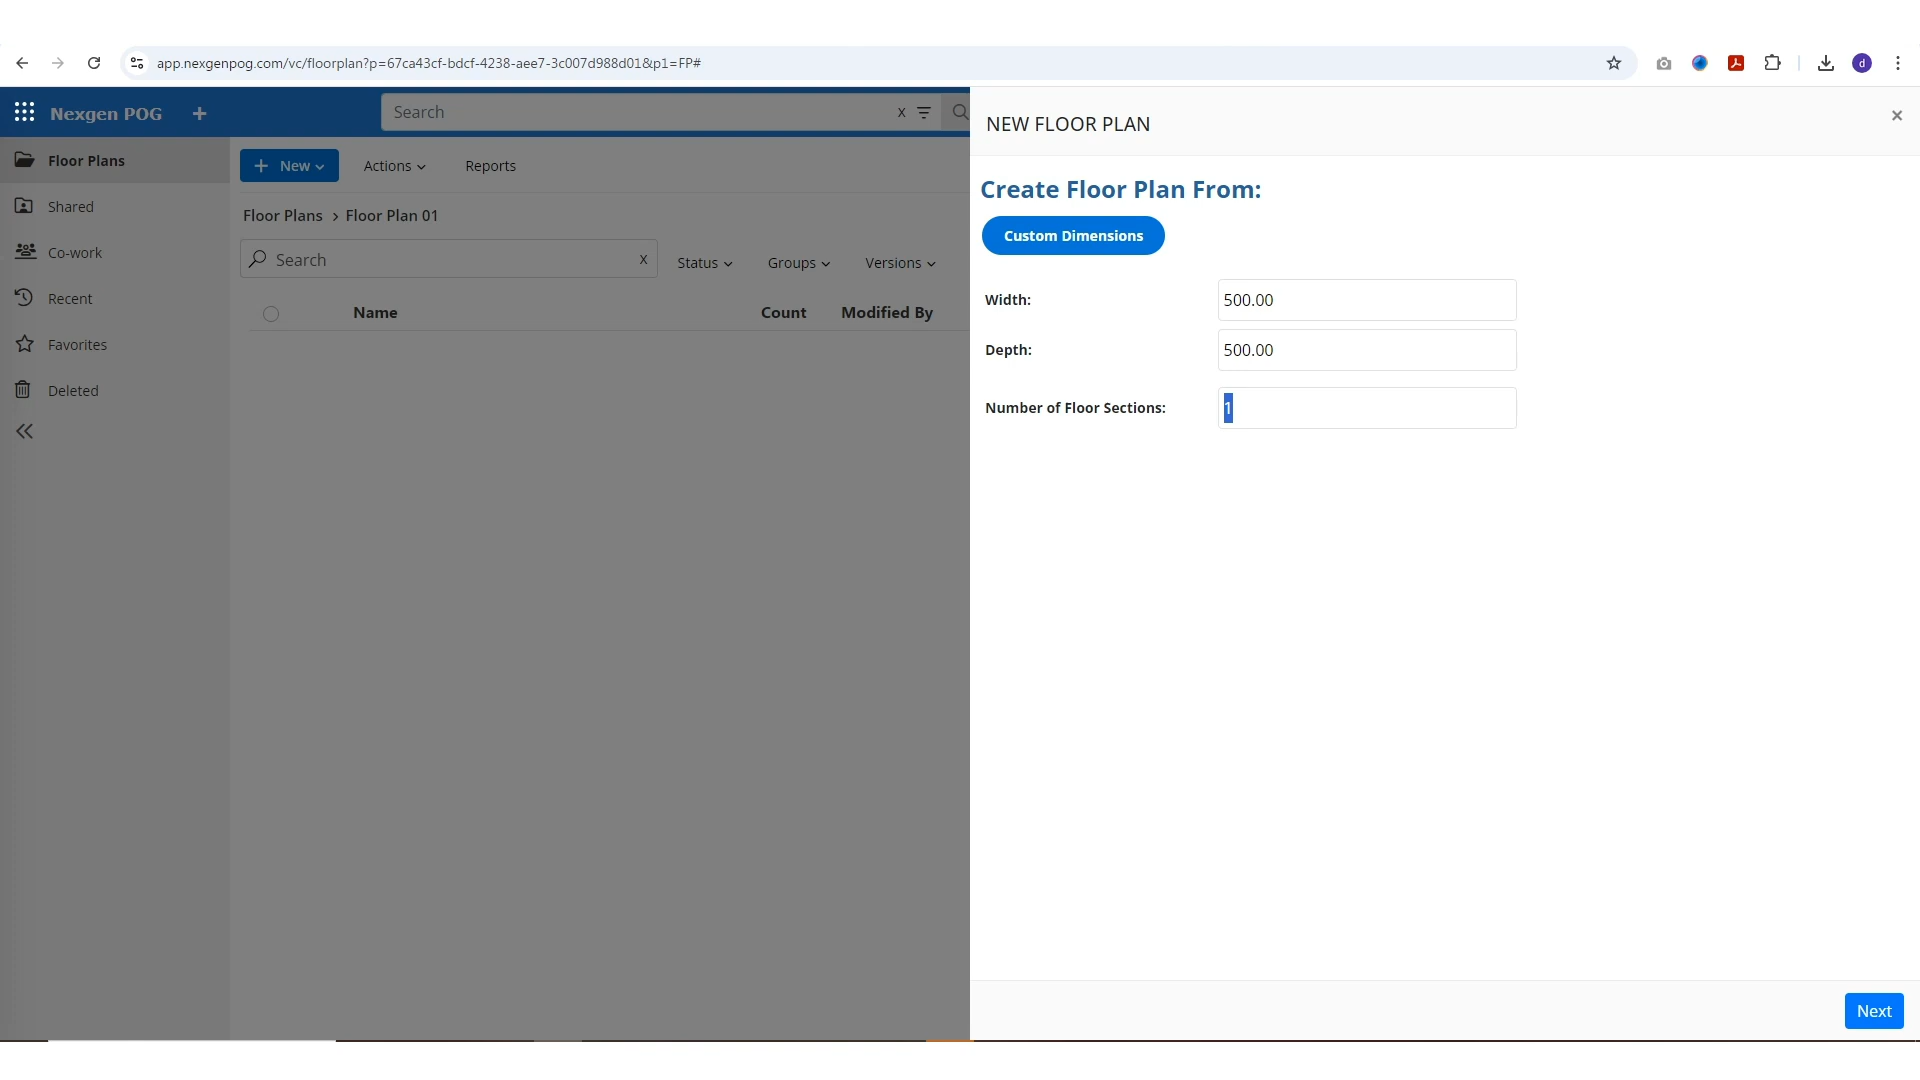 app.nexgenpog.com/vc/floorplan?p=67ca43cf-bdcf-4238-aee7-3c007d988d01&p1=FP#
d
Nexgen POG
Search
x
NEW FLOOR PLAN
×
Floor Plans
Shared
Co-work
Recent
Favorites
Deleted
New
Actions
Reports
Floor Plans › Floor Plan 01
Search
x
Status
Groups
Versions
Name
Count
Modified By
Create Floor Plan From:
Custom Dimensions
Width:
500.00
Depth:
500.00
Number of Floor Sections:
1
Next